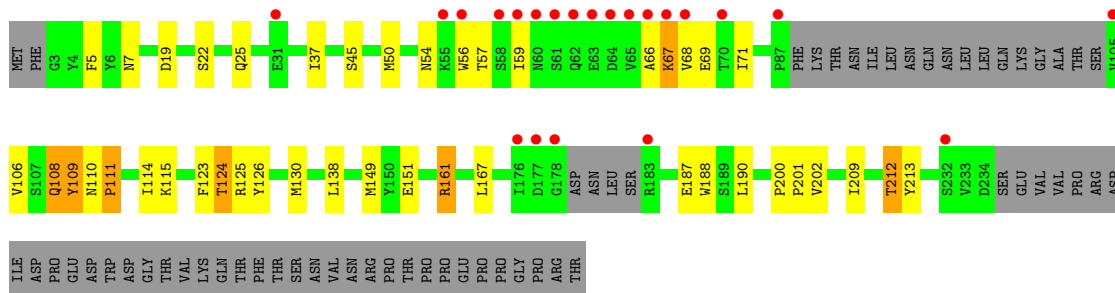 MET PHE G3 Y4 F5 Y6 N7 D19 S22 Q25 E31 I37 S45 M50 N54 K55 W56 T57 S58 I59 N60 S61 Q62 E63 D64 V65 A66 K67 V68 E69 T70 I71 P87 PHE LYS THR ASN ILE LEU ASN GLN ASN LEU LEU GLN LYS GLY ALA THR SER V105
V106 S107 Q108 Y109 N110 P111 I114 K115 F123 T124 R125 Y126 M130 L138 M149 Y150 E151 R161 L167 I176 D177 G178 ASP ASN LEU SER R183 E187 W188 S189 L190 P200 P201 V202 I209 T212 Y213 S232 V233 D234 SER GLU VAL VAL PRO ARG ASP
ILE ASP PRO GLU ASP TRP ASP GLY THR VAL LYS GLN THR PHE THR SER ASN VAL ASN ARG PRO THR PRO PRO GLU PRO PRO GLY PRO ARG THR